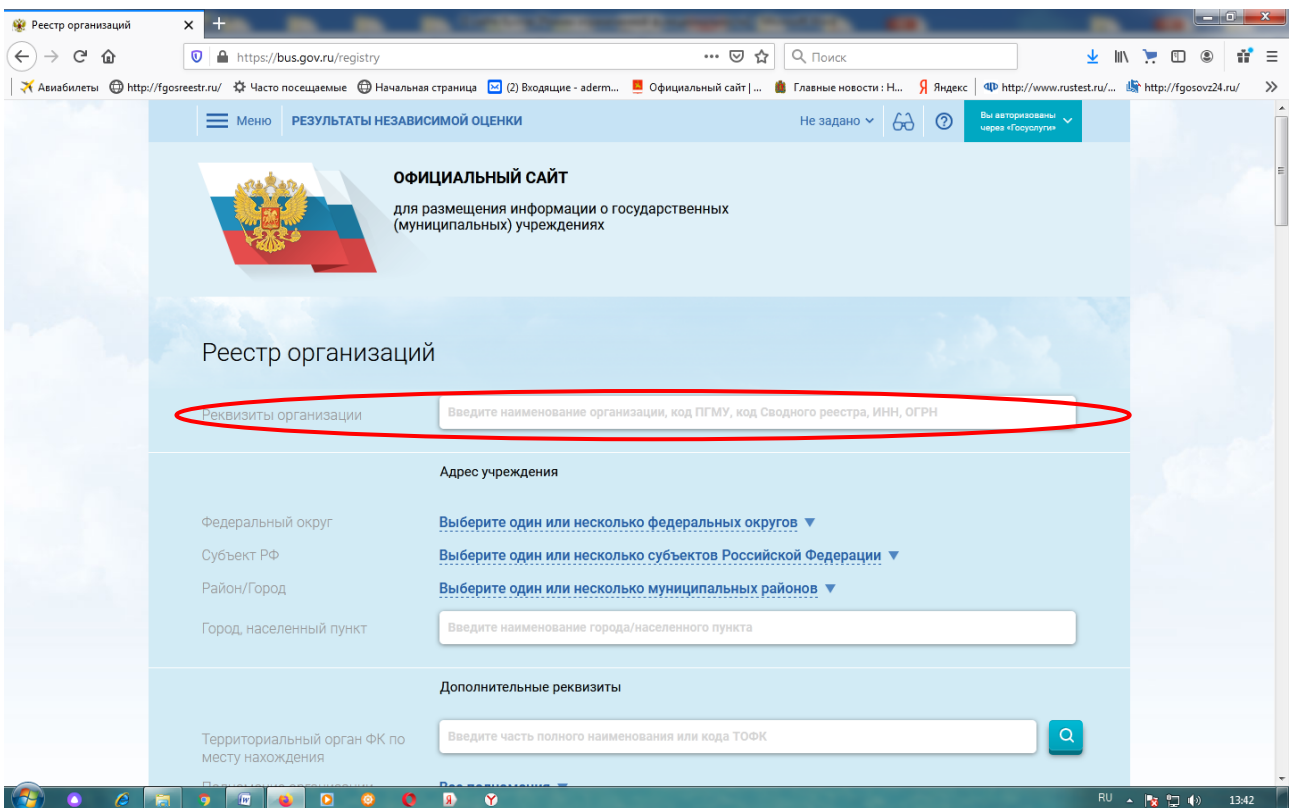 Реестр организаций
https://bus.gov.ru/registry
Поиск
Авиабилеты http://fgosreestr.ru/ Часто посещаемые Начальная страница (2) Входящие - aderm... Официальный сайт | ... Главные новости : Н... Яндекс http://www.rustest.ru/... http://fgosovz24.ru/
Меню РЕЗУЛЬТАТЫ НЕЗАВИСИМОЙ ОЦЕНКИ Не задано Вы авторизованы
через «Госуслуги»
ОФИЦИАЛЬНЫЙ САЙТ
для размещения информации о государственных
(муниципальных) учреждениях
Реестр организаций
Реквизиты организации Введите наименование организации, код ПГМУ, код Сводного реестра, ИНН, ОГРН
Адрес учреждения
Федеральный округ Выберите один или несколько федеральных округов
Субъект РФ Выберите один или несколько субъектов Российской Федерации
Район/Город Выберите один или несколько муниципальных районов
Город, населенный пункт Введите наименование города/населенного пункта
Дополнительные реквизиты
Территориальный орган ФК по
месту нахождения
Введите часть полного наименования или кода ТОФК
RU 13:42